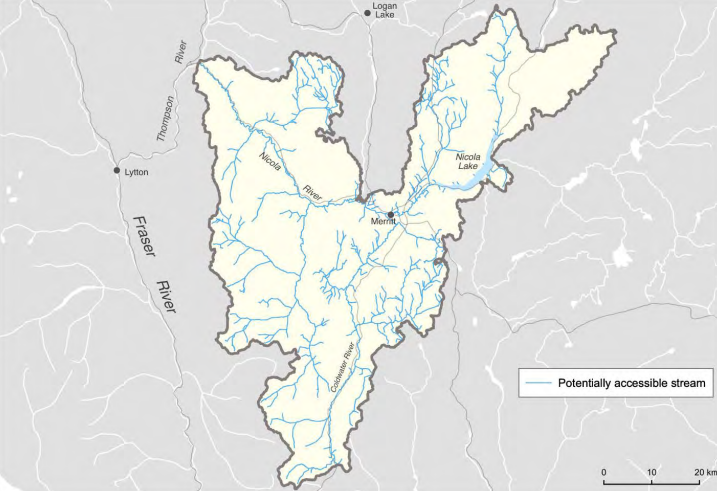 Logan
Lake
Thompson River
Lytton
Fraser River
Nicola River
Nicola
Lake
Merritt
Coldwater River
Potentially accessible stream
0 10 20 km